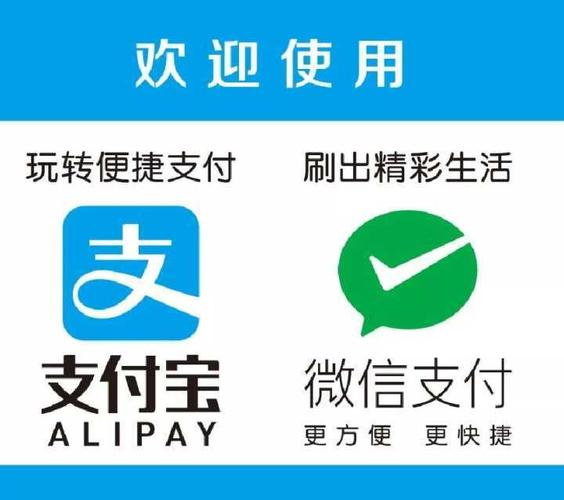 欢迎使用
玩转便捷支付
支
支付宝
ALIPAY
刷出精彩生活
微信支付
更方便 更快捷